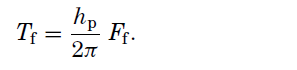 T_f = \frac{h_p}{2\pi} F_f.